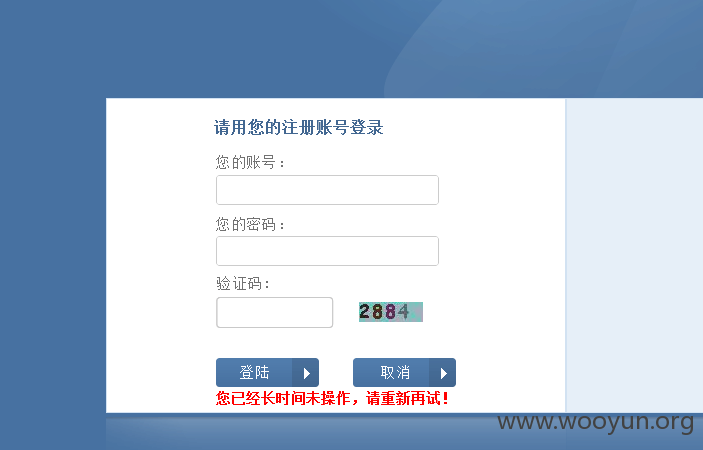 请用您的注册账号登录
您的账号：
您的密码：
验证码：
2884
登陆
取消
您已经长时间未操作，请重新再试！
www.wooyun.org